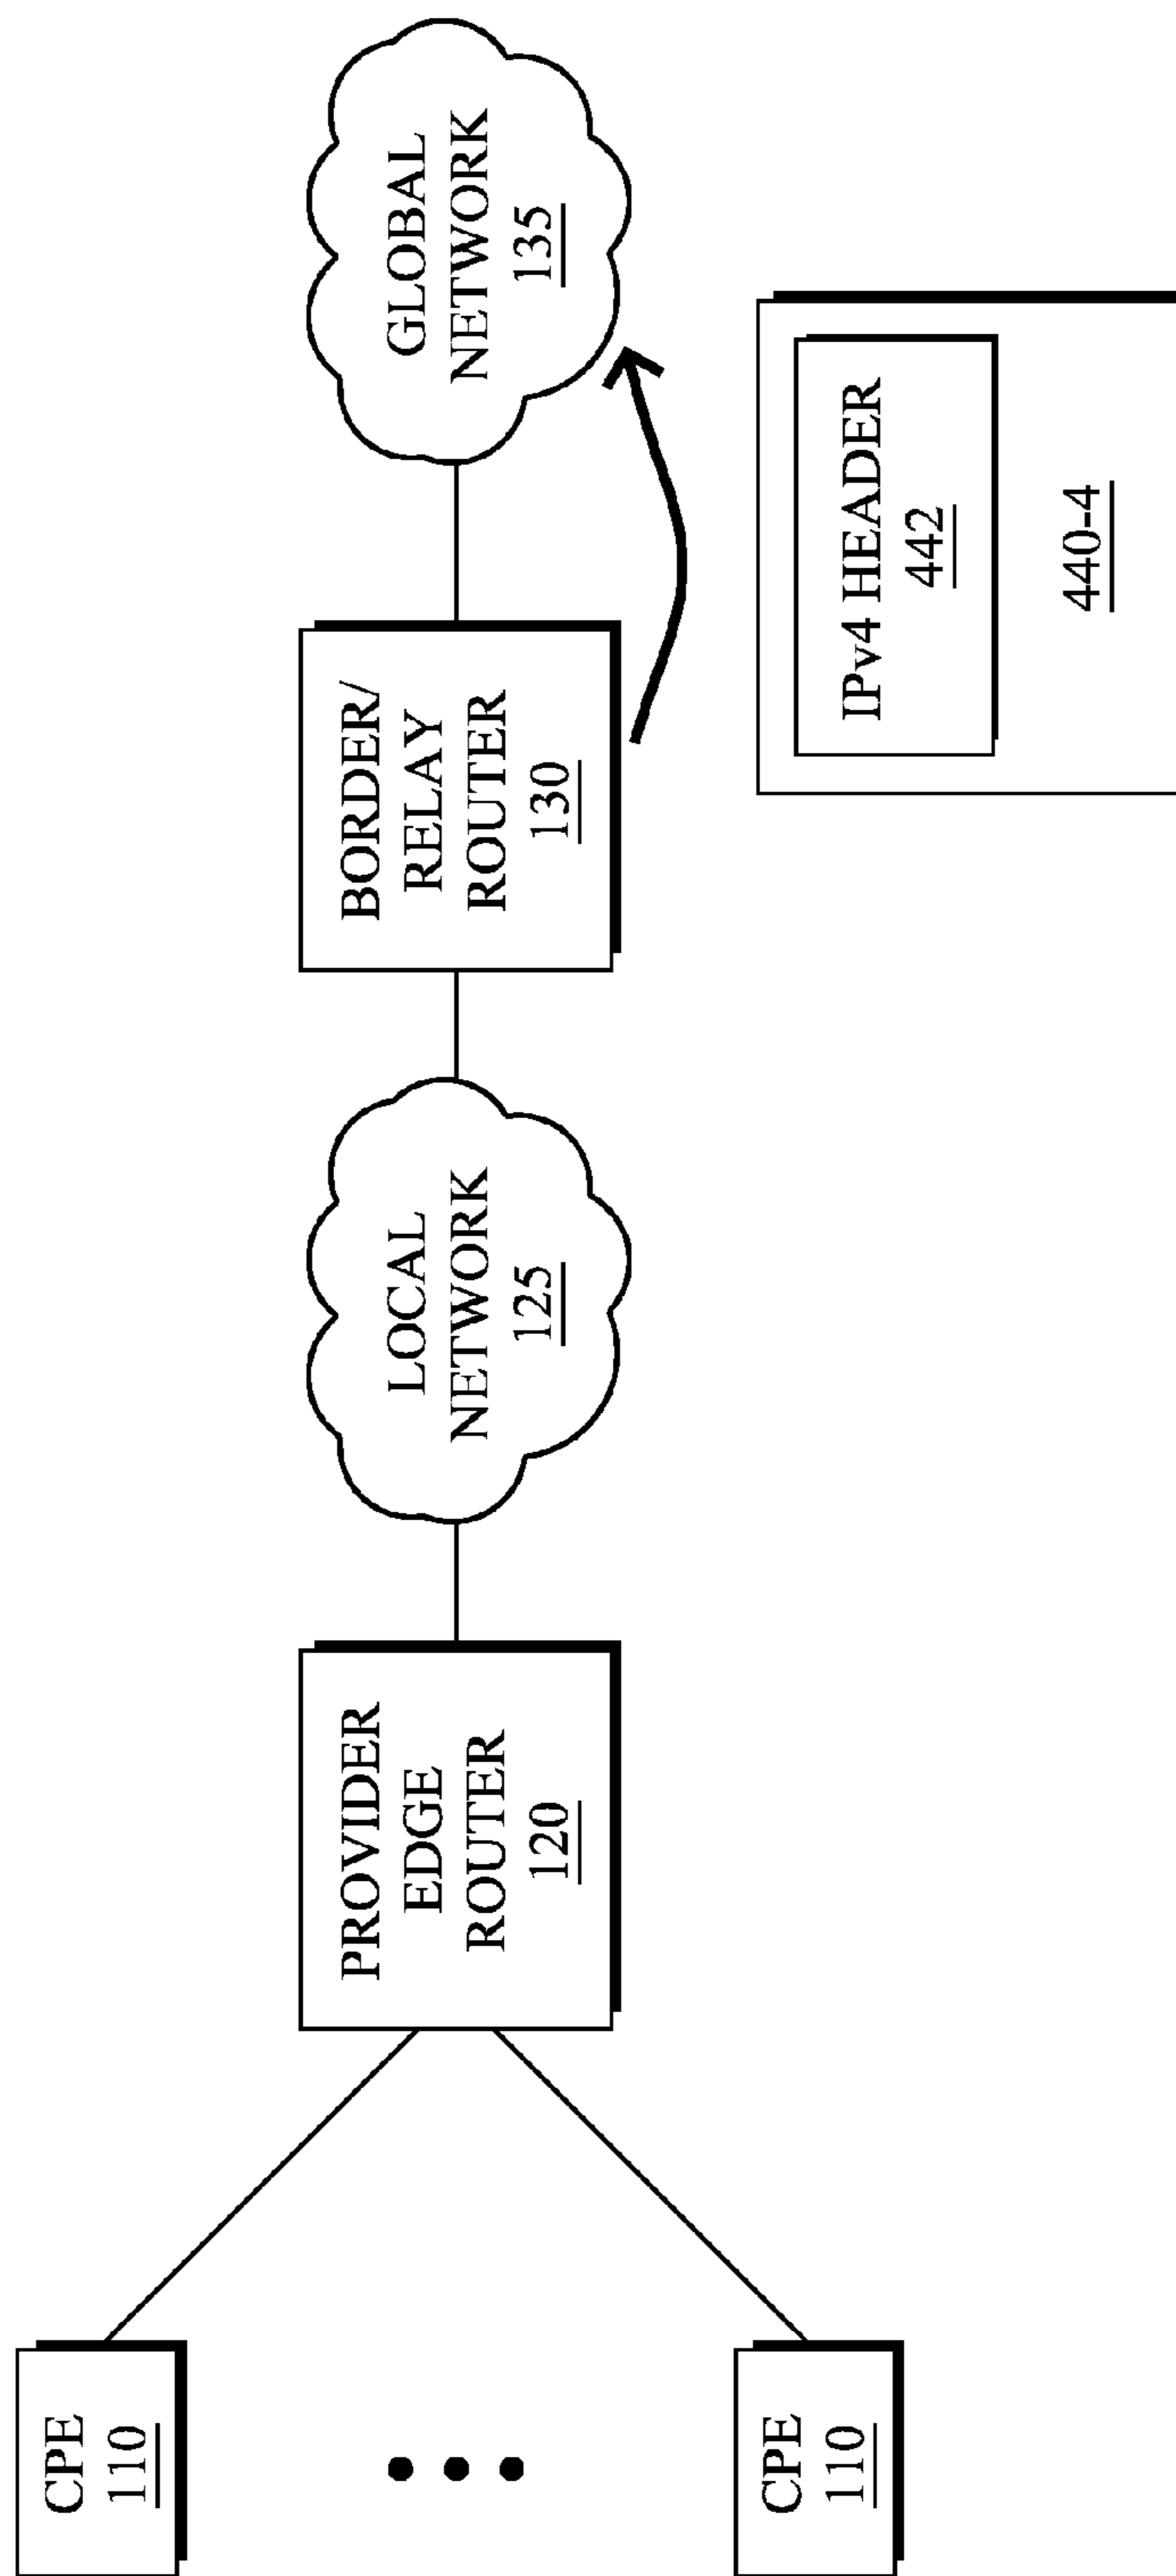 CPE
110
CPE
110
PROVIDER
EDGE
ROUTER
120
LOCAL
NETWORK
125
BORDER/
RELAY
ROUTER
130
GLOBAL
NETWORK
135
IPv4 HEADER
442
440-4